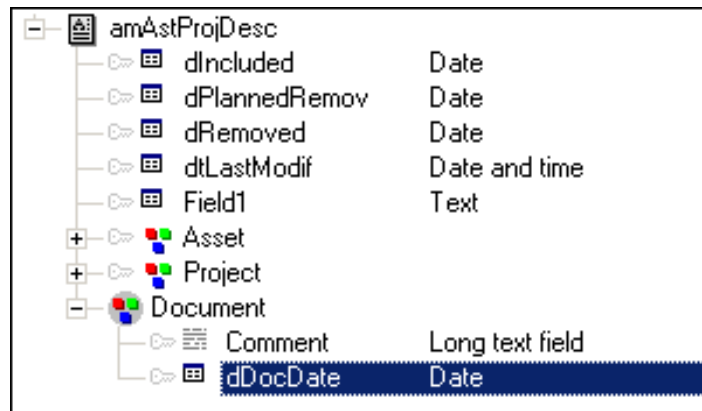 amAstProjDesc
dIncluded Date
dPlannedRemov Date
dRemoved Date
dtLastModif Date and time
Field1 Text
Asset
Project
Document
Comment Long text field
dDocDate Date